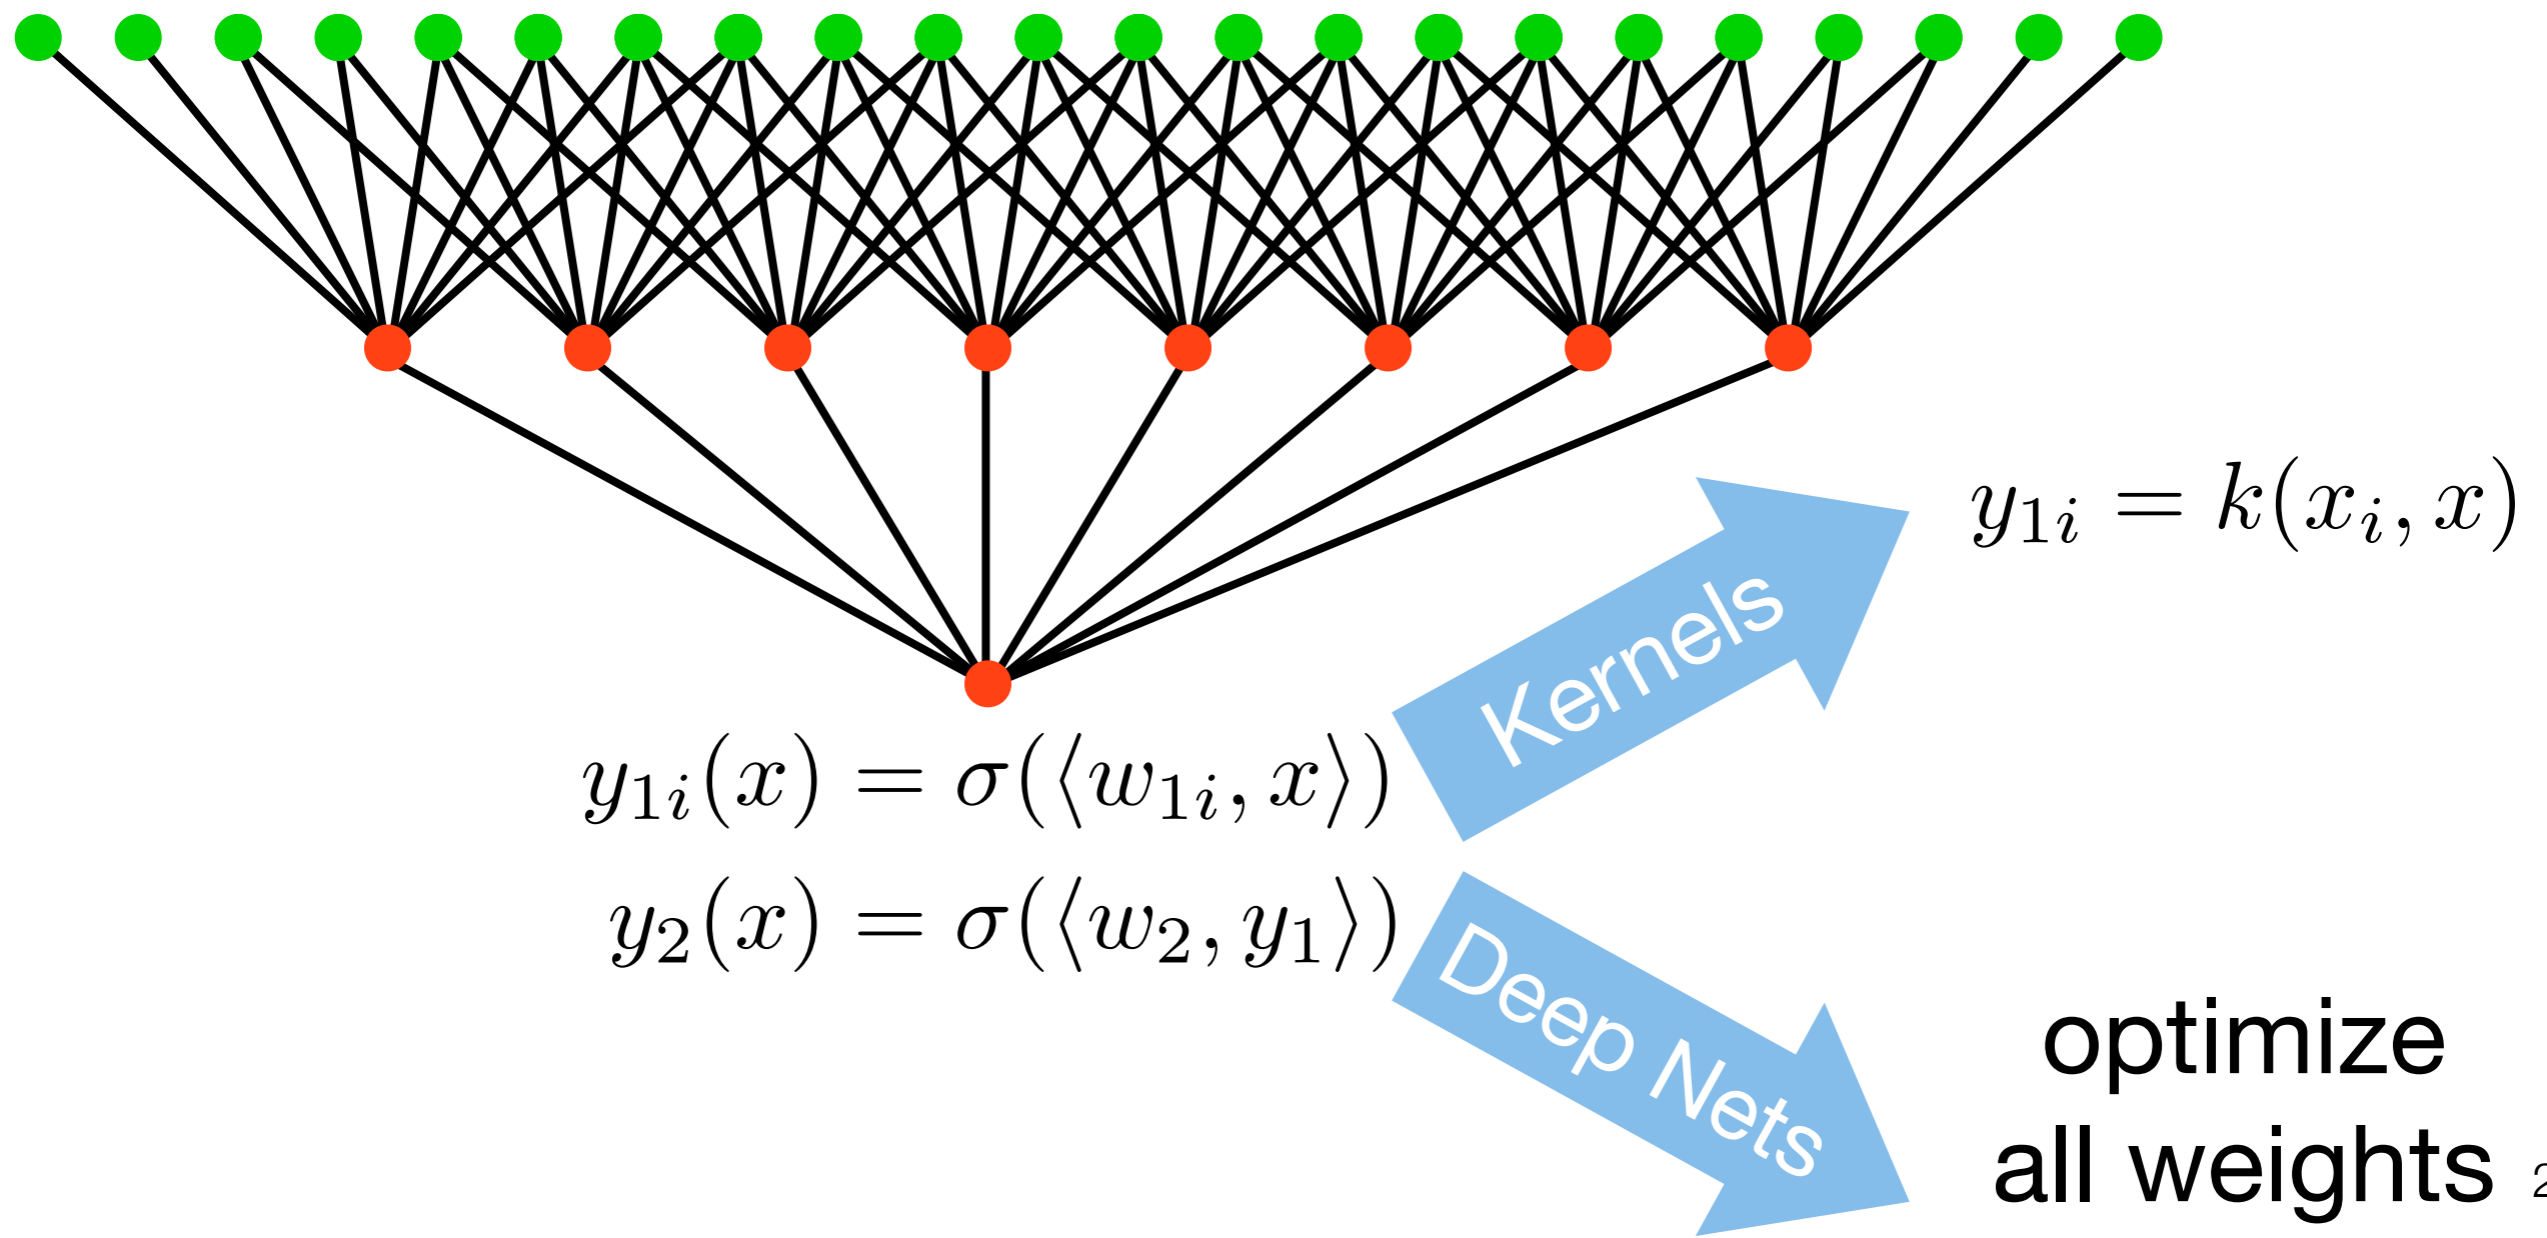 y_{1i} = k(x_i, x)
Kernels
y_{1i}(x) = σ(⟨w_{1i}, x⟩)
y_2(x) = σ(⟨w_2, y_1⟩)
Deep Nets
optimize
all weights